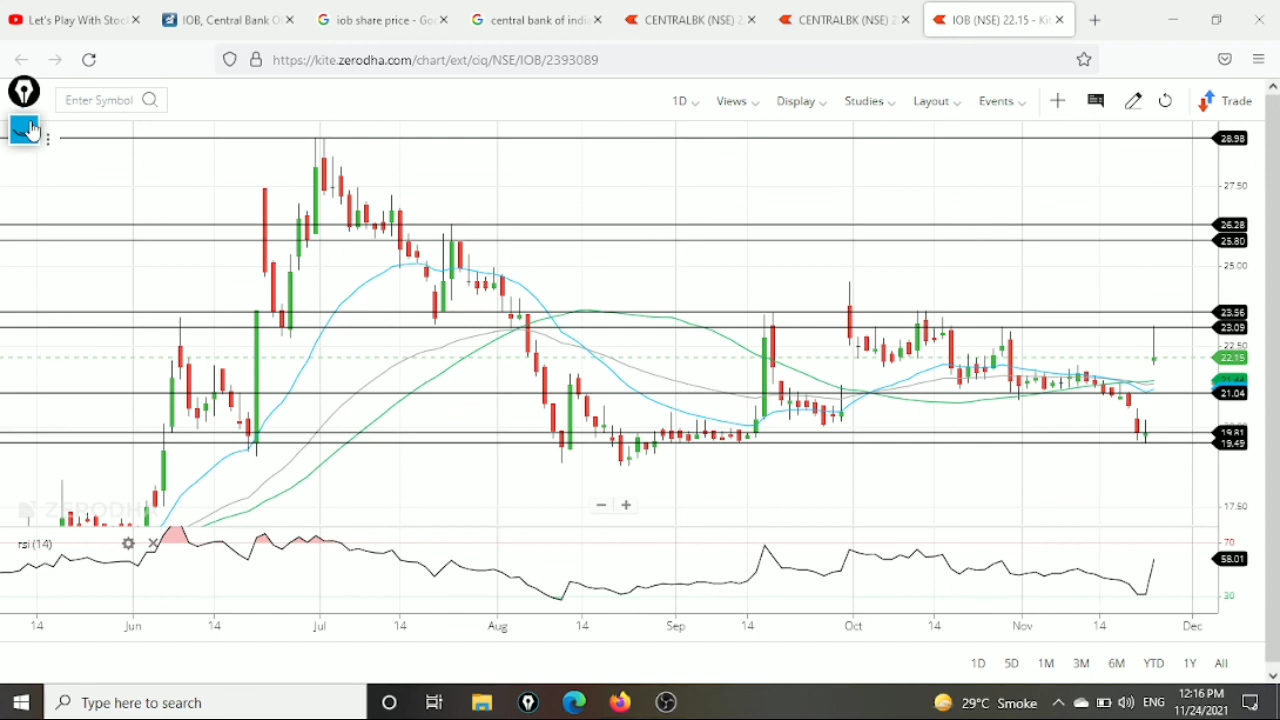 Let's Play With Stoc
IOB, Central Bank O
iob share price - Go
central bank of indi
CENTRALBK (NSE) 2
CENTRALBK (NSE) 2
IOB (NSE) 22.15 - Ki
https://kite.zerodha.com/chart/ext/ciq/NSE/IOB/2393089
Enter Symbol
1D Views Display Studies Layout Events Trade
28.98
27.50
26.28
25.80
25.00
23.56
23.09
22.50
22.15
21.04
19.81
19.49
17.50
ZERODHA
rsi (14)
70
58.01
30
14 Jun 14 Jul 14 Aug 14 Sep 14 Oct 14 Nov 14 Dec
1D 5D 1M 3M 6M YTD 1Y All
Type here to search
29°C Smoke
ENG
12:16 PM
11/24/2021